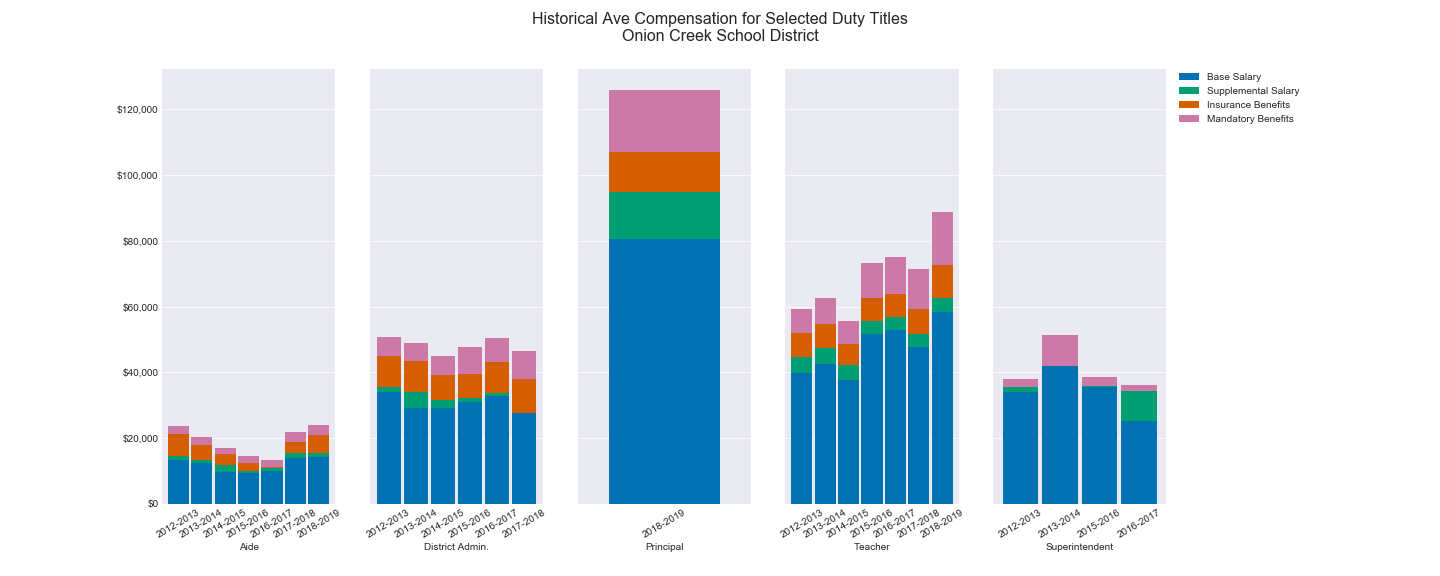 Historical Ave Compensation for Selected Duty Titles
Onion Creek School District
Base Salary
Supplemental Salary
Insurance Benefits
Mandatory Benefits
$120,000
$100,000
$80,000
$60,000
$40,000
$20,000
$0
2012-2013 2013-2014 2014-2015 2015-2016 2016-2017 2017-2018 2018-2019
Aide
2012-2013 2013-2014 2014-2015 2015-2016 2016-2017 2017-2018
District Admin.
2018-2019
Principal
2012-2013 2013-2014 2014-2015 2015-2016 2016-2017 2017-2018 2018-2019
Teacher
2012-2013 2013-2014 2015-2016 2016-2017
Superintendent